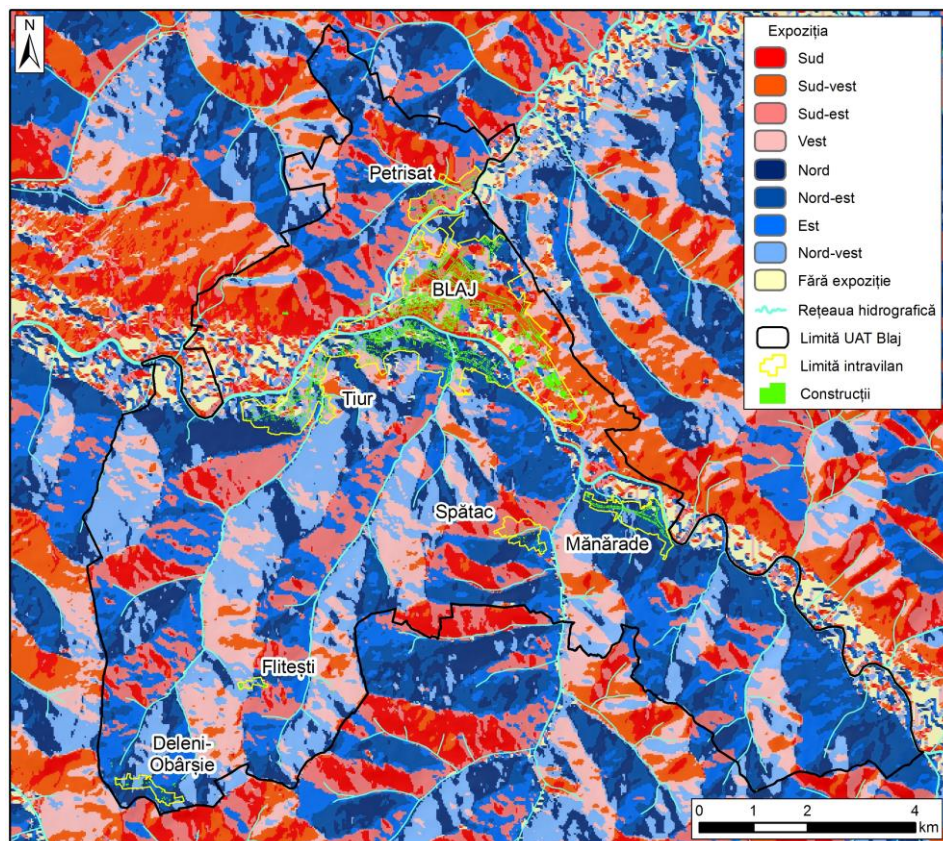 N
Expoziția
Sud
Sud-vest
Sud-est
Vest
Nord
Nord-est
Est
Nord-vest
Fără expoziție
Rețeaua hidrografică
Limită UAT Blaj
Limită intravilan
Construcții
Petrisat
BLAJ
Tiur
Spătac
Mănărade
Flitești
Deleni-
Obârșie
0 1 2 4
km